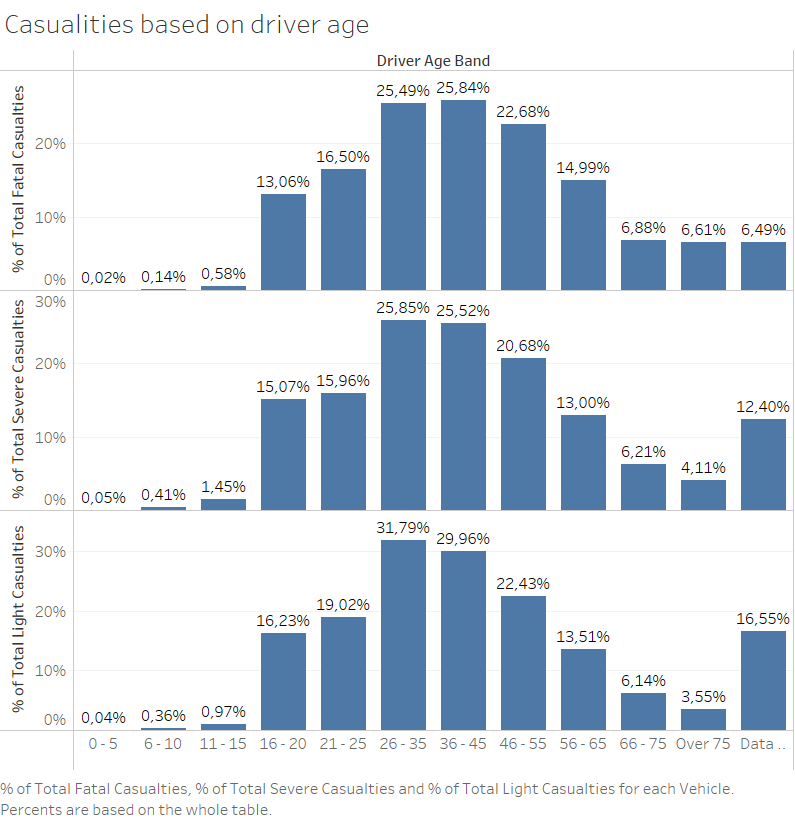 Casualities based on driver age
Driver Age Band
% of Total Fatal Casualties
20%
10%
0%
0,02% 0,14% 0,58% 13,06% 16,50% 25,49% 25,84% 22,68% 14,99% 6,88% 6,61% 6,49%
% of Total Severe Casualties
30%
20%
10%
0%
0,05% 0,41% 1,45% 15,07% 15,96% 25,85% 25,52% 20,68% 13,00% 6,21% 4,11% 12,40%
% of Total Light Casualties
30%
20%
10%
0%
0,04% 0,36% 0,97% 16,23% 19,02% 31,79% 29,96% 22,43% 13,51% 6,14% 3,55% 16,55%
0 - 5 6 - 10 11 - 15 16 - 20 21 - 25 26 - 35 36 - 45 46 - 55 56 - 65 66 - 75 Over 75 Data ..
% of Total Fatal Casualties, % of Total Severe Casualties and % of Total Light Casualties for each Vehicle.
Percents are based on the whole table.